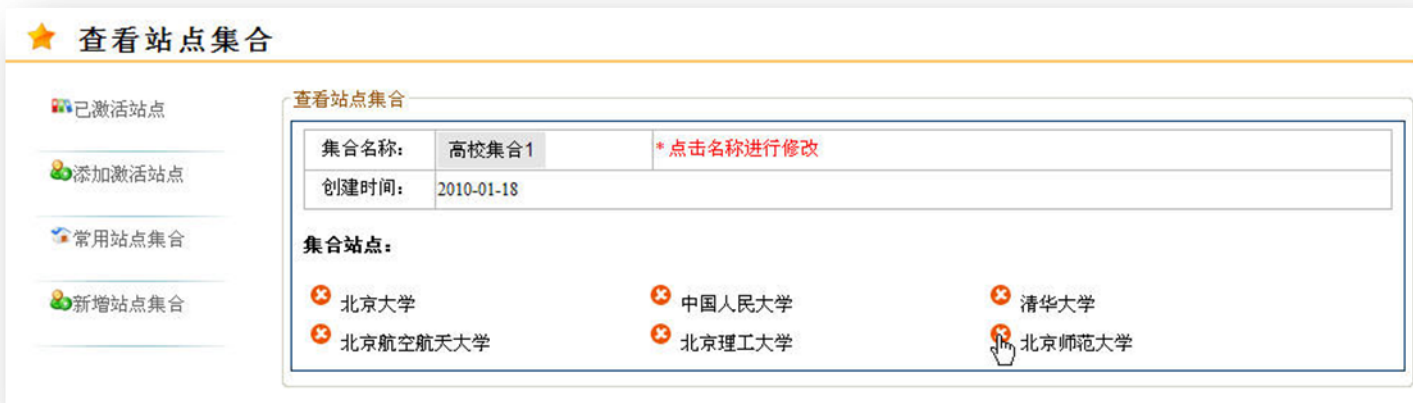 查看站点集合
已激活站点
添加激活站点
常用站点集合
新增站点集合
查看站点集合
集合名称： 高校集合1 * 点击名称进行修改
创建时间： 2010-01-18
集合站点：
北京大学 中国人民大学 清华大学
北京航空航天大学 北京理工大学 北京师范大学